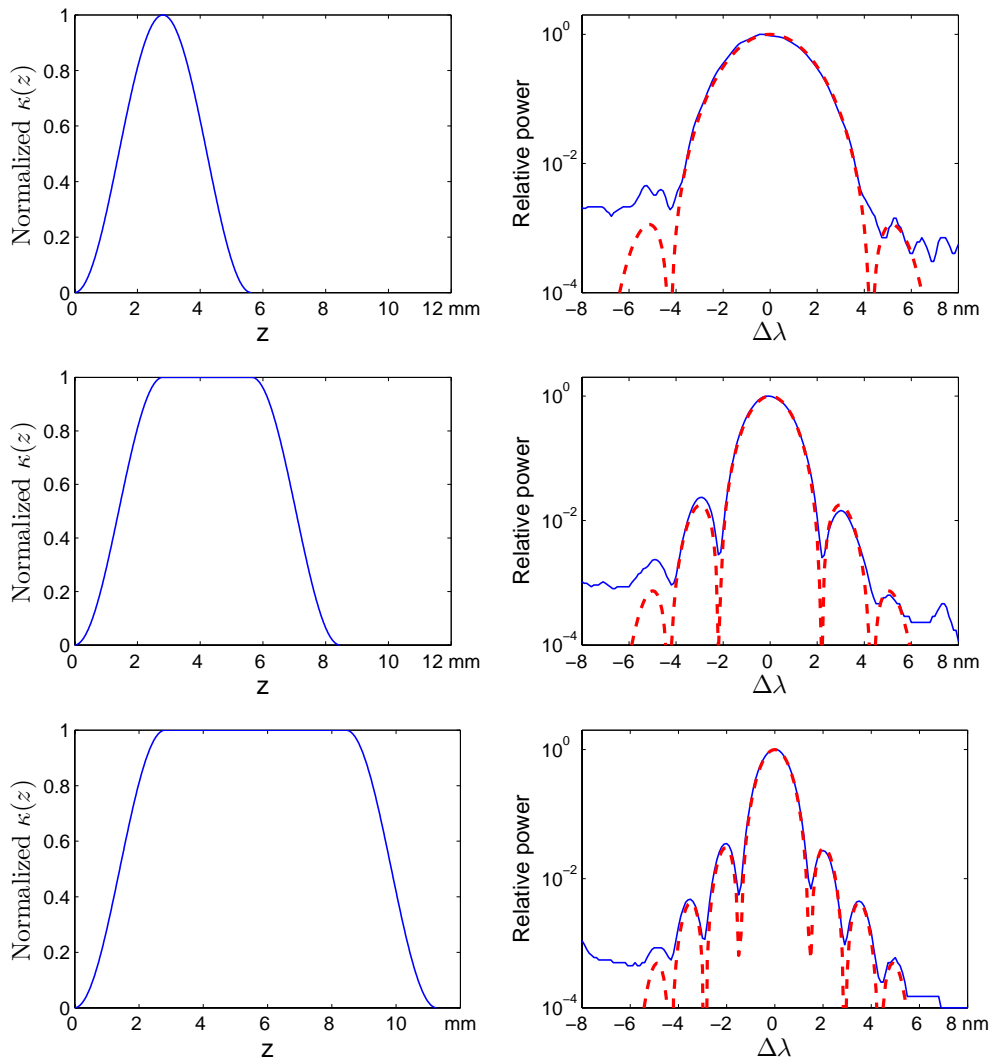 1
0.8
0.6
0.4
0.2
0
Normalized κ(z)
0 2 4 6 8 10 12 mm
z
10^0
10^−2
10^−4
Relative power
−8 −6 −4 −2 0 2 4 6 8 nm
Δλ
1
0.8
0.6
0.4
0.2
0
Normalized κ(z)
0 2 4 6 8 10 12 mm
z
10^0
10^−2
10^−4
Relative power
−8 −6 −4 −2 0 2 4 6 8 nm
Δλ
1
0.8
0.6
0.4
0.2
0
Normalized κ(z)
0 2 4 6 8 10 mm
z
10^0
10^−2
10^−4
Relative power
−8 −6 −4 −2 0 2 4 6 8 nm
Δλ